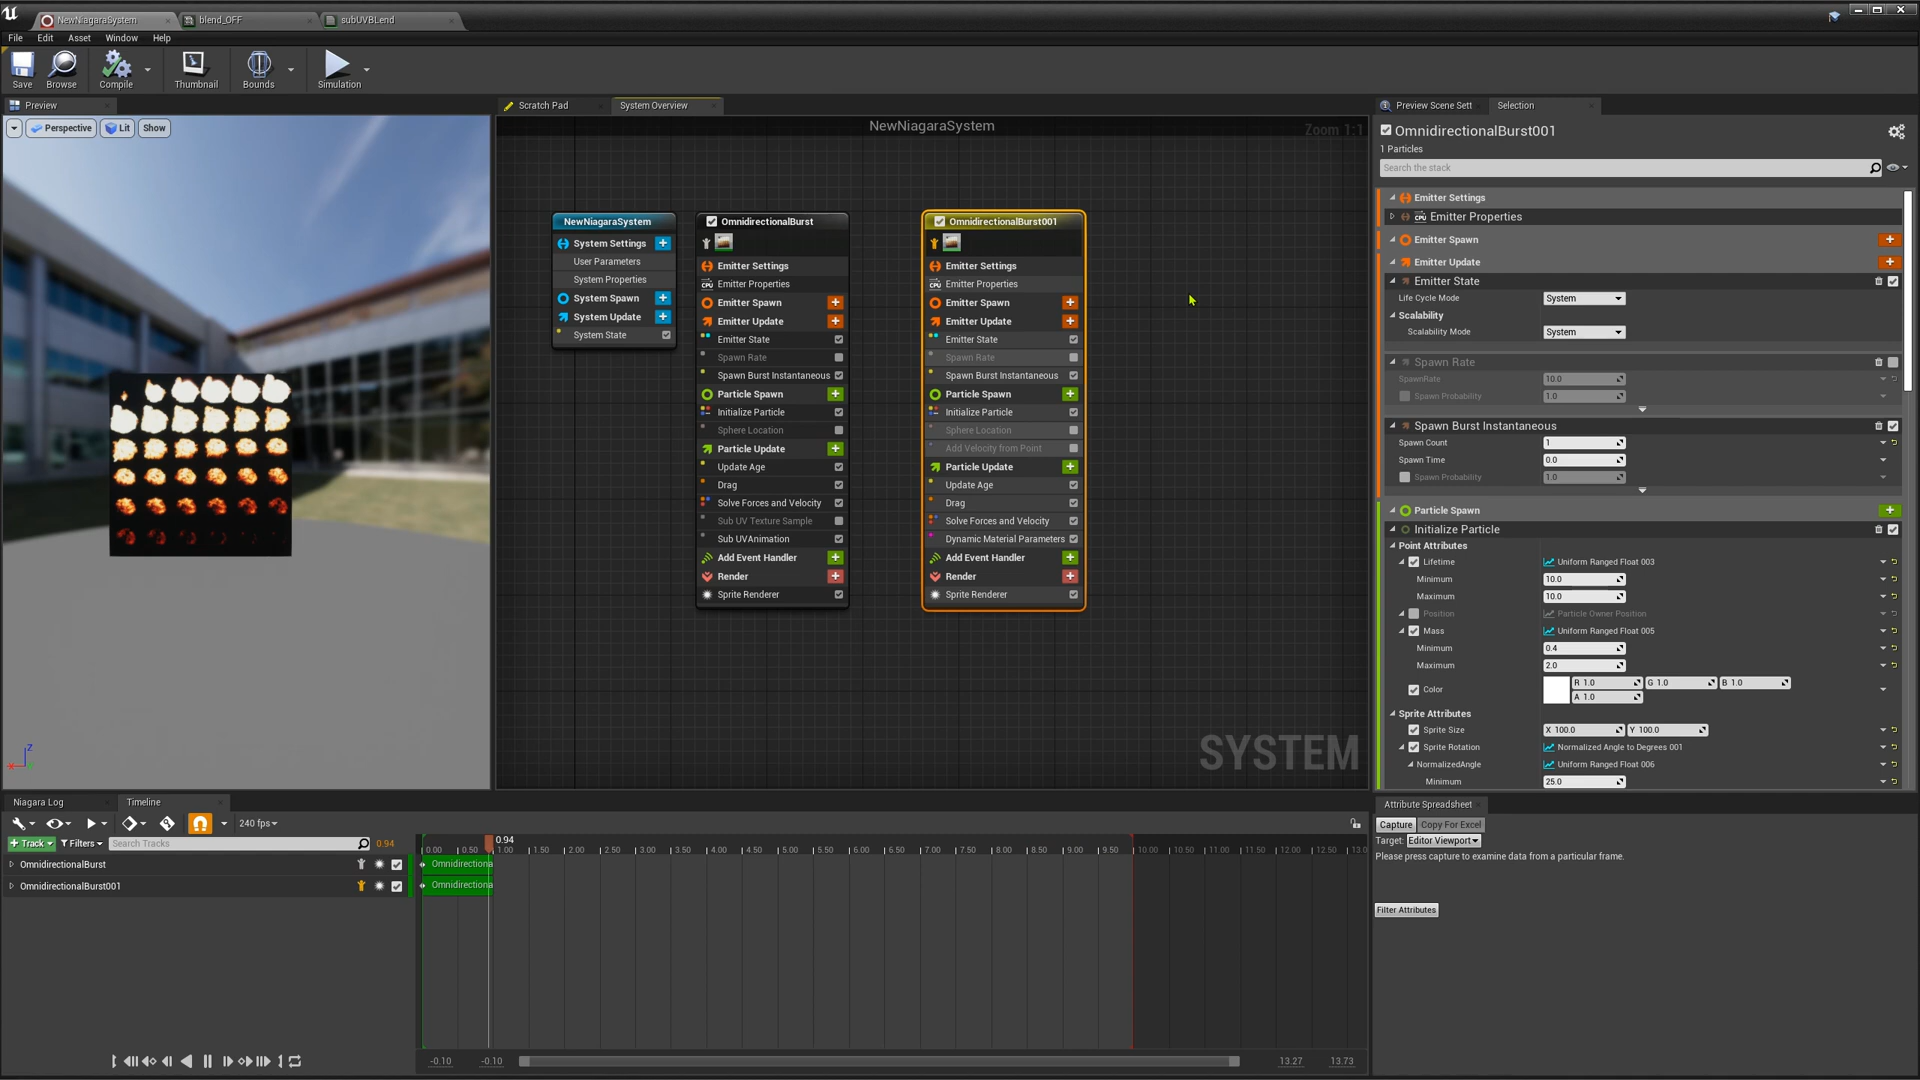 NewNiagaraSystem
blend_OFF
subUVBLend
File Edit Asset Window Help
Save
Browse
Compile
Thumbnail
Bounds
Simulation
Preview
Perspective
Lit
Show
Z
Scratch Pad
System Overview
NewNiagaraSystem
Zoom 1:1
NewNiagaraSystem
System Settings
User Parameters
System Properties
System Spawn
System Update
System State
OmnidirectionalBurst
Emitter Settings
CPU Emitter Properties
Emitter Spawn
Emitter Update
Emitter State
Spawn Rate
Spawn Burst Instantaneous
Particle Spawn
Initialize Particle
Sphere Location
Particle Update
Update Age
Drag
Solve Forces and Velocity
Sub UV Texture Sample
Sub UVAnimation
Add Event Handler
Render
Sprite Renderer
OmnidirectionalBurst001
Emitter Settings
CPU Emitter Properties
Emitter Spawn
Emitter Update
Emitter State
Spawn Rate
Spawn Burst Instantaneous
Particle Spawn
Initialize Particle
Sphere Location
Add Velocity from Point
Particle Update
Update Age
Drag
Solve Forces and Velocity
Dynamic Material Parameters
Add Event Handler
Render
Sprite Renderer
SYSTEM
Preview Scene Sett
Selection
OmnidirectionalBurst001
1 Particles
Search the stack
Emitter Settings
CPU Emitter Properties
Emitter Spawn
Emitter Update
Emitter State
Life Cycle Mode System
Scalability
Scalability Mode System
Spawn Rate
SpawnRate 10.0
Spawn Probability 1.0
Spawn Burst Instantaneous
Spawn Count 1
Spawn Time 0.0
Spawn Probability 1.0
Particle Spawn
Initialize Particle
Point Attributes
Lifetime Uniform Ranged Float 003
Minimum 10.0
Maximum 10.0
Position Particle Owner Position
Mass Uniform Ranged Float 005
Minimum 0.4
Maximum 2.0
Color R 1.0 G 1.0 B 1.0
A 1.0
Sprite Attributes
Sprite Size X 100.0 Y 100.0
Sprite Rotation Normalized Angle to Degrees 001
NormalizedAngle Uniform Ranged Float 006
Minimum 25.0
Niagara Log
Timeline
240 fps
Track
Filters
Search Tracks
0.94
OmnidirectionalBurst
OmnidirectionalBurst001
0.94
0.00 0.50 1.00 1.50 2.00 2.50 3.00 3.50 4.00 4.50 5.00 5.50 6.00 6.50 7.00 7.50 8.00 8.50 9.00 9.50 10.00 10.50 11.00 11.50 12.00 12.50 13.0
Omnidirectiona
Omnidirectiona
-0.10 -0.10 13.27 13.73
Attribute Spreadsheet
Capture Copy For Excel
Target: Editor Viewport
Please press capture to examine data from a particular frame.
Filter Attributes